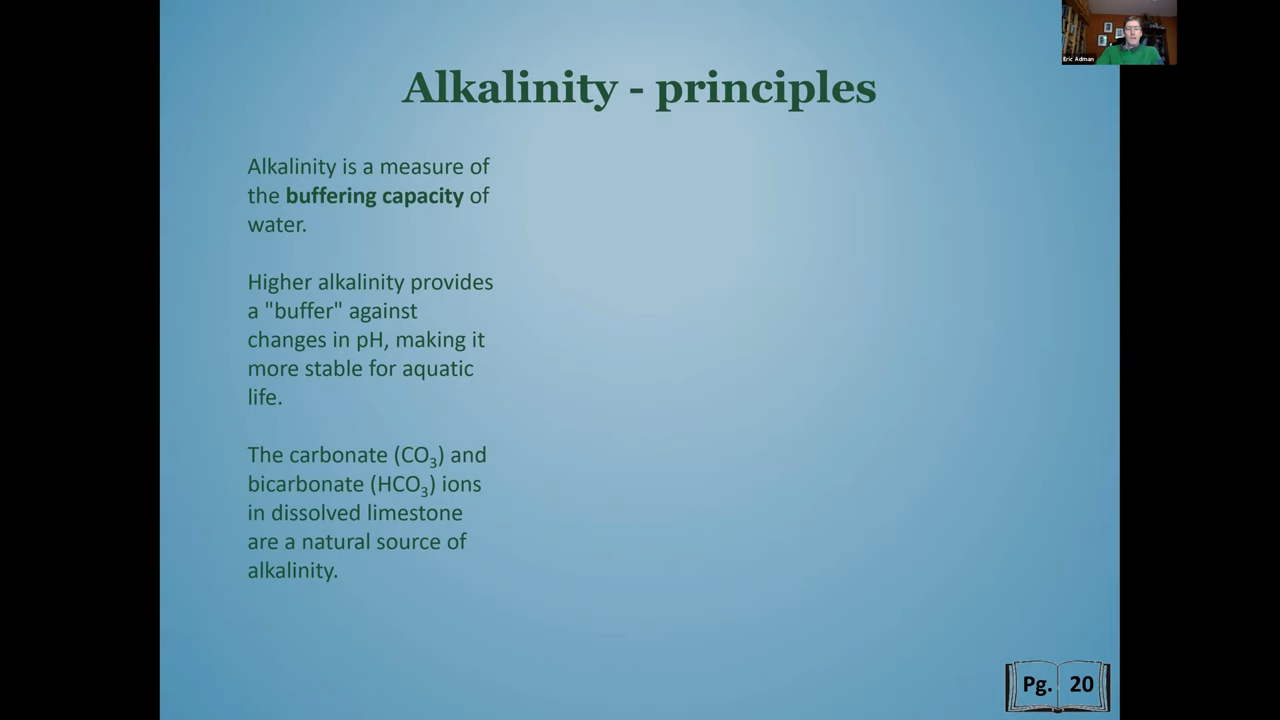 Eric Adman
Alkalinity - principles
Alkalinity is a measure of
the buffering capacity of
water.
Higher alkalinity provides
a "buffer" against
changes in pH, making it
more stable for aquatic
life.
The carbonate (CO₃) and
bicarbonate (HCO₃) ions
in dissolved limestone
are a natural source of
alkalinity.
Pg. 20